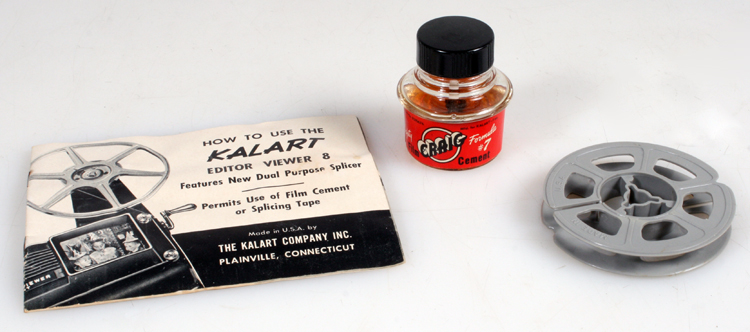 HOW TO USE THE
KALART
EDITOR VIEWER 8
Features New Dual Purpose Splicer
Permits Use of Film Cement
or Splicing Tape
Made in U.S.A. by
THE KALART COMPANY INC.
PLAINVILLE, CONNECTICUT
VIEWER
CRAIG
Formula
#7
Cement